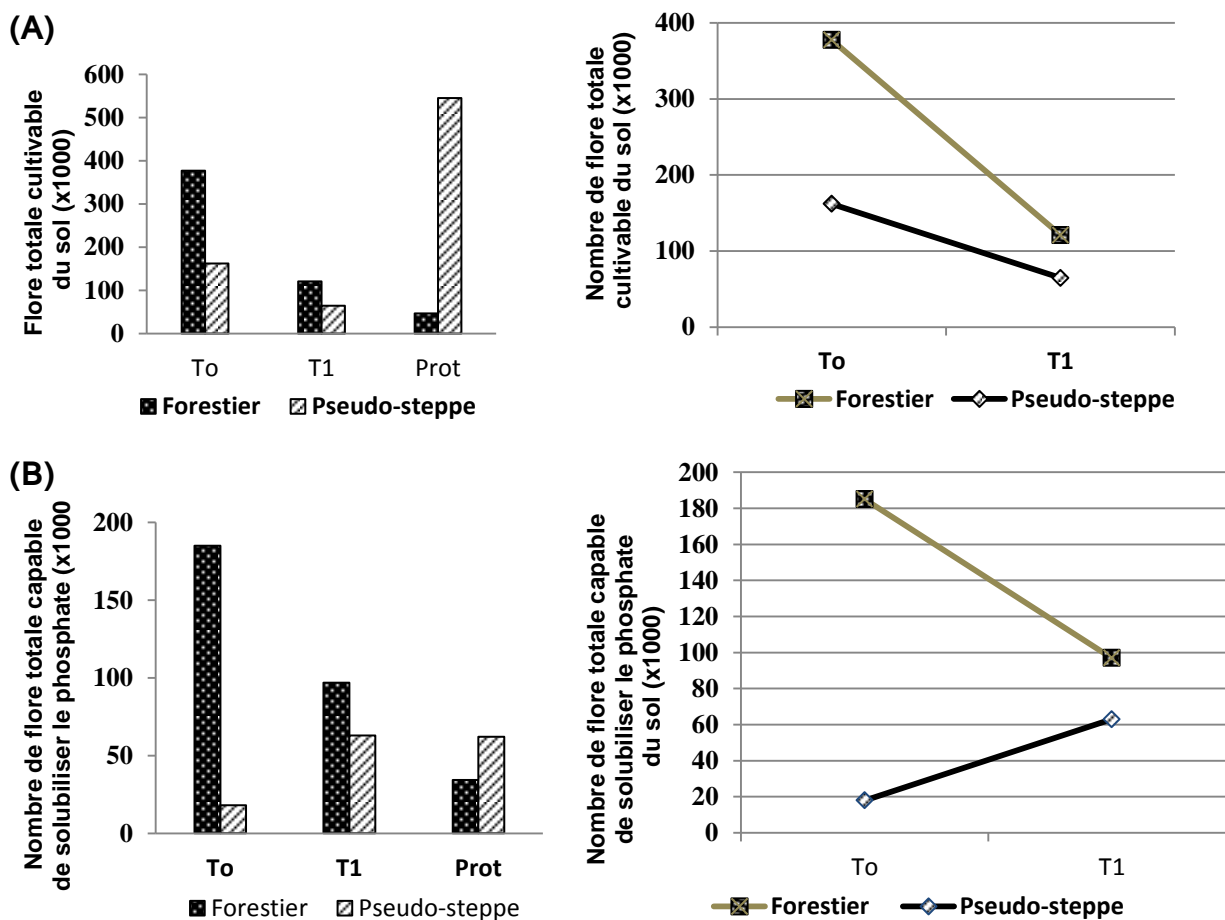 (A)
Flore totale cultivable
du sol (x1000)
600
500
400
300
200
100
0
To
T1
Prot
Forestier
Pseudo-steppe
Nombre de flore totale
cultivable du sol (x1000)
400
300
200
100
0
To
T1
Forestier
Pseudo-steppe
(B)
Nombre de flore totale capable
de solubiliser le phosphate (x1000
200
150
100
50
0
To
T1
Prot
Forestier
Pseudo-steppe
Nombre de flore totale capable
de solubiliser le phosphate
du sol (x1000)
200
180
160
140
120
100
80
60
40
20
0
To
T1
Forestier
Pseudo-steppe